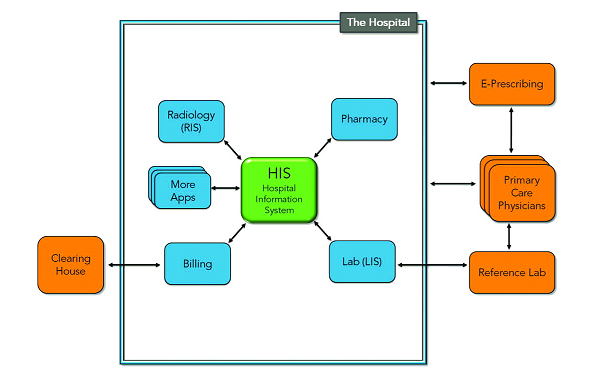 The Hospital
E-Prescribing
Radiology
(RIS)
Pharmacy
HIS
Hospital
Information
System
More
Apps
Primary
Care
Physicians
Clearing
House
Billing
Lab (LIS)
Reference Lab